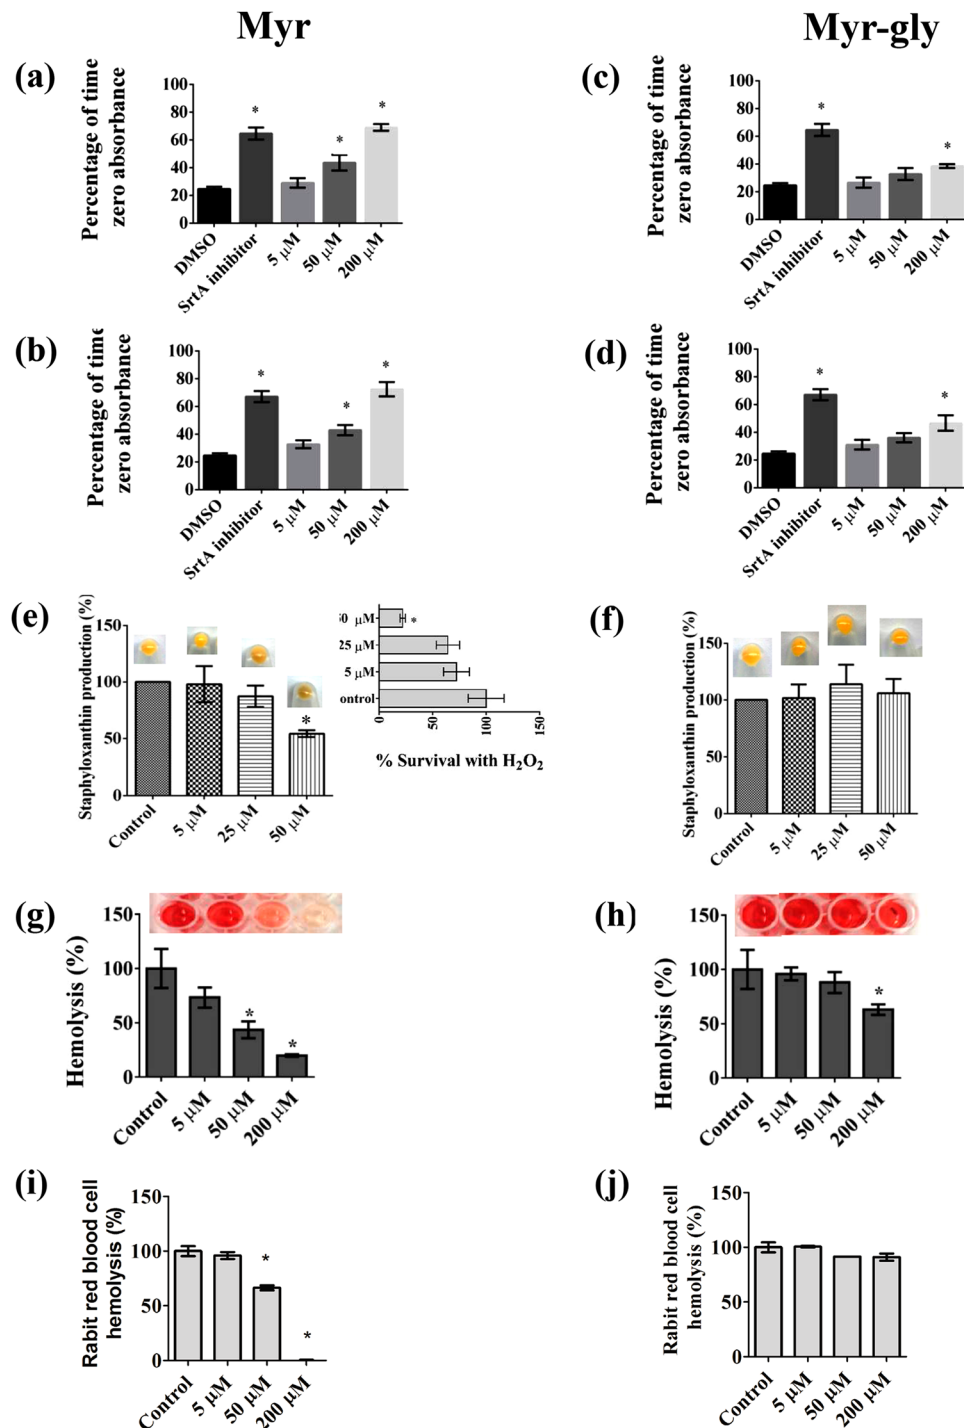 Myr
Myr-gly
(a)
Percentage of time
zero absorbance
100
80
60
40
20
0
*
*
*
DMSO
SrtA inhibitor
5 μM
50 μM
200 μM
(c)
Percentage of time
zero absorbance
100
80
60
40
20
0
*
*
DMSO
SrtA inhibitor
5 μM
50 μM
200 μM
(b)
Percentage of time
zero absorbance
100
80
60
40
20
0
*
*
*
DMSO
SrtA inhibitor
5 μM
50 μM
200 μM
(d)
Percentage of time
zero absorbance
100
80
60
40
20
0
*
*
DMSO
SrtA inhibitor
5 μM
50 μM
200 μM
(e)
Staphyloxanthin production (%)
150
100
50
0
*
Control
5 μM
25 μM
50 μM
μM
25 μM
5 μM
ontrol
*
0
50
100
150
% Survival with H₂O₂
(f)
Staphyloxanthin production (%)
150
100
50
0
Control
5 μM
25 μM
50 μM
(g)
Hemolysis (%)
150
100
50
0
*
*
Control
5 μM
50 μM
200 μM
(h)
Hemolysis (%)
150
100
50
0
*
Control
5 μM
50 μM
200 μM
(i)
Rabit red blood cell
hemolysis (%)
150
100
50
0
*
*
Control
5 μM
50 μM
200 μM
(j)
Rabit red blood cell
hemolysis (%)
150
100
50
0
Control
5 μM
50 μM
200 μM